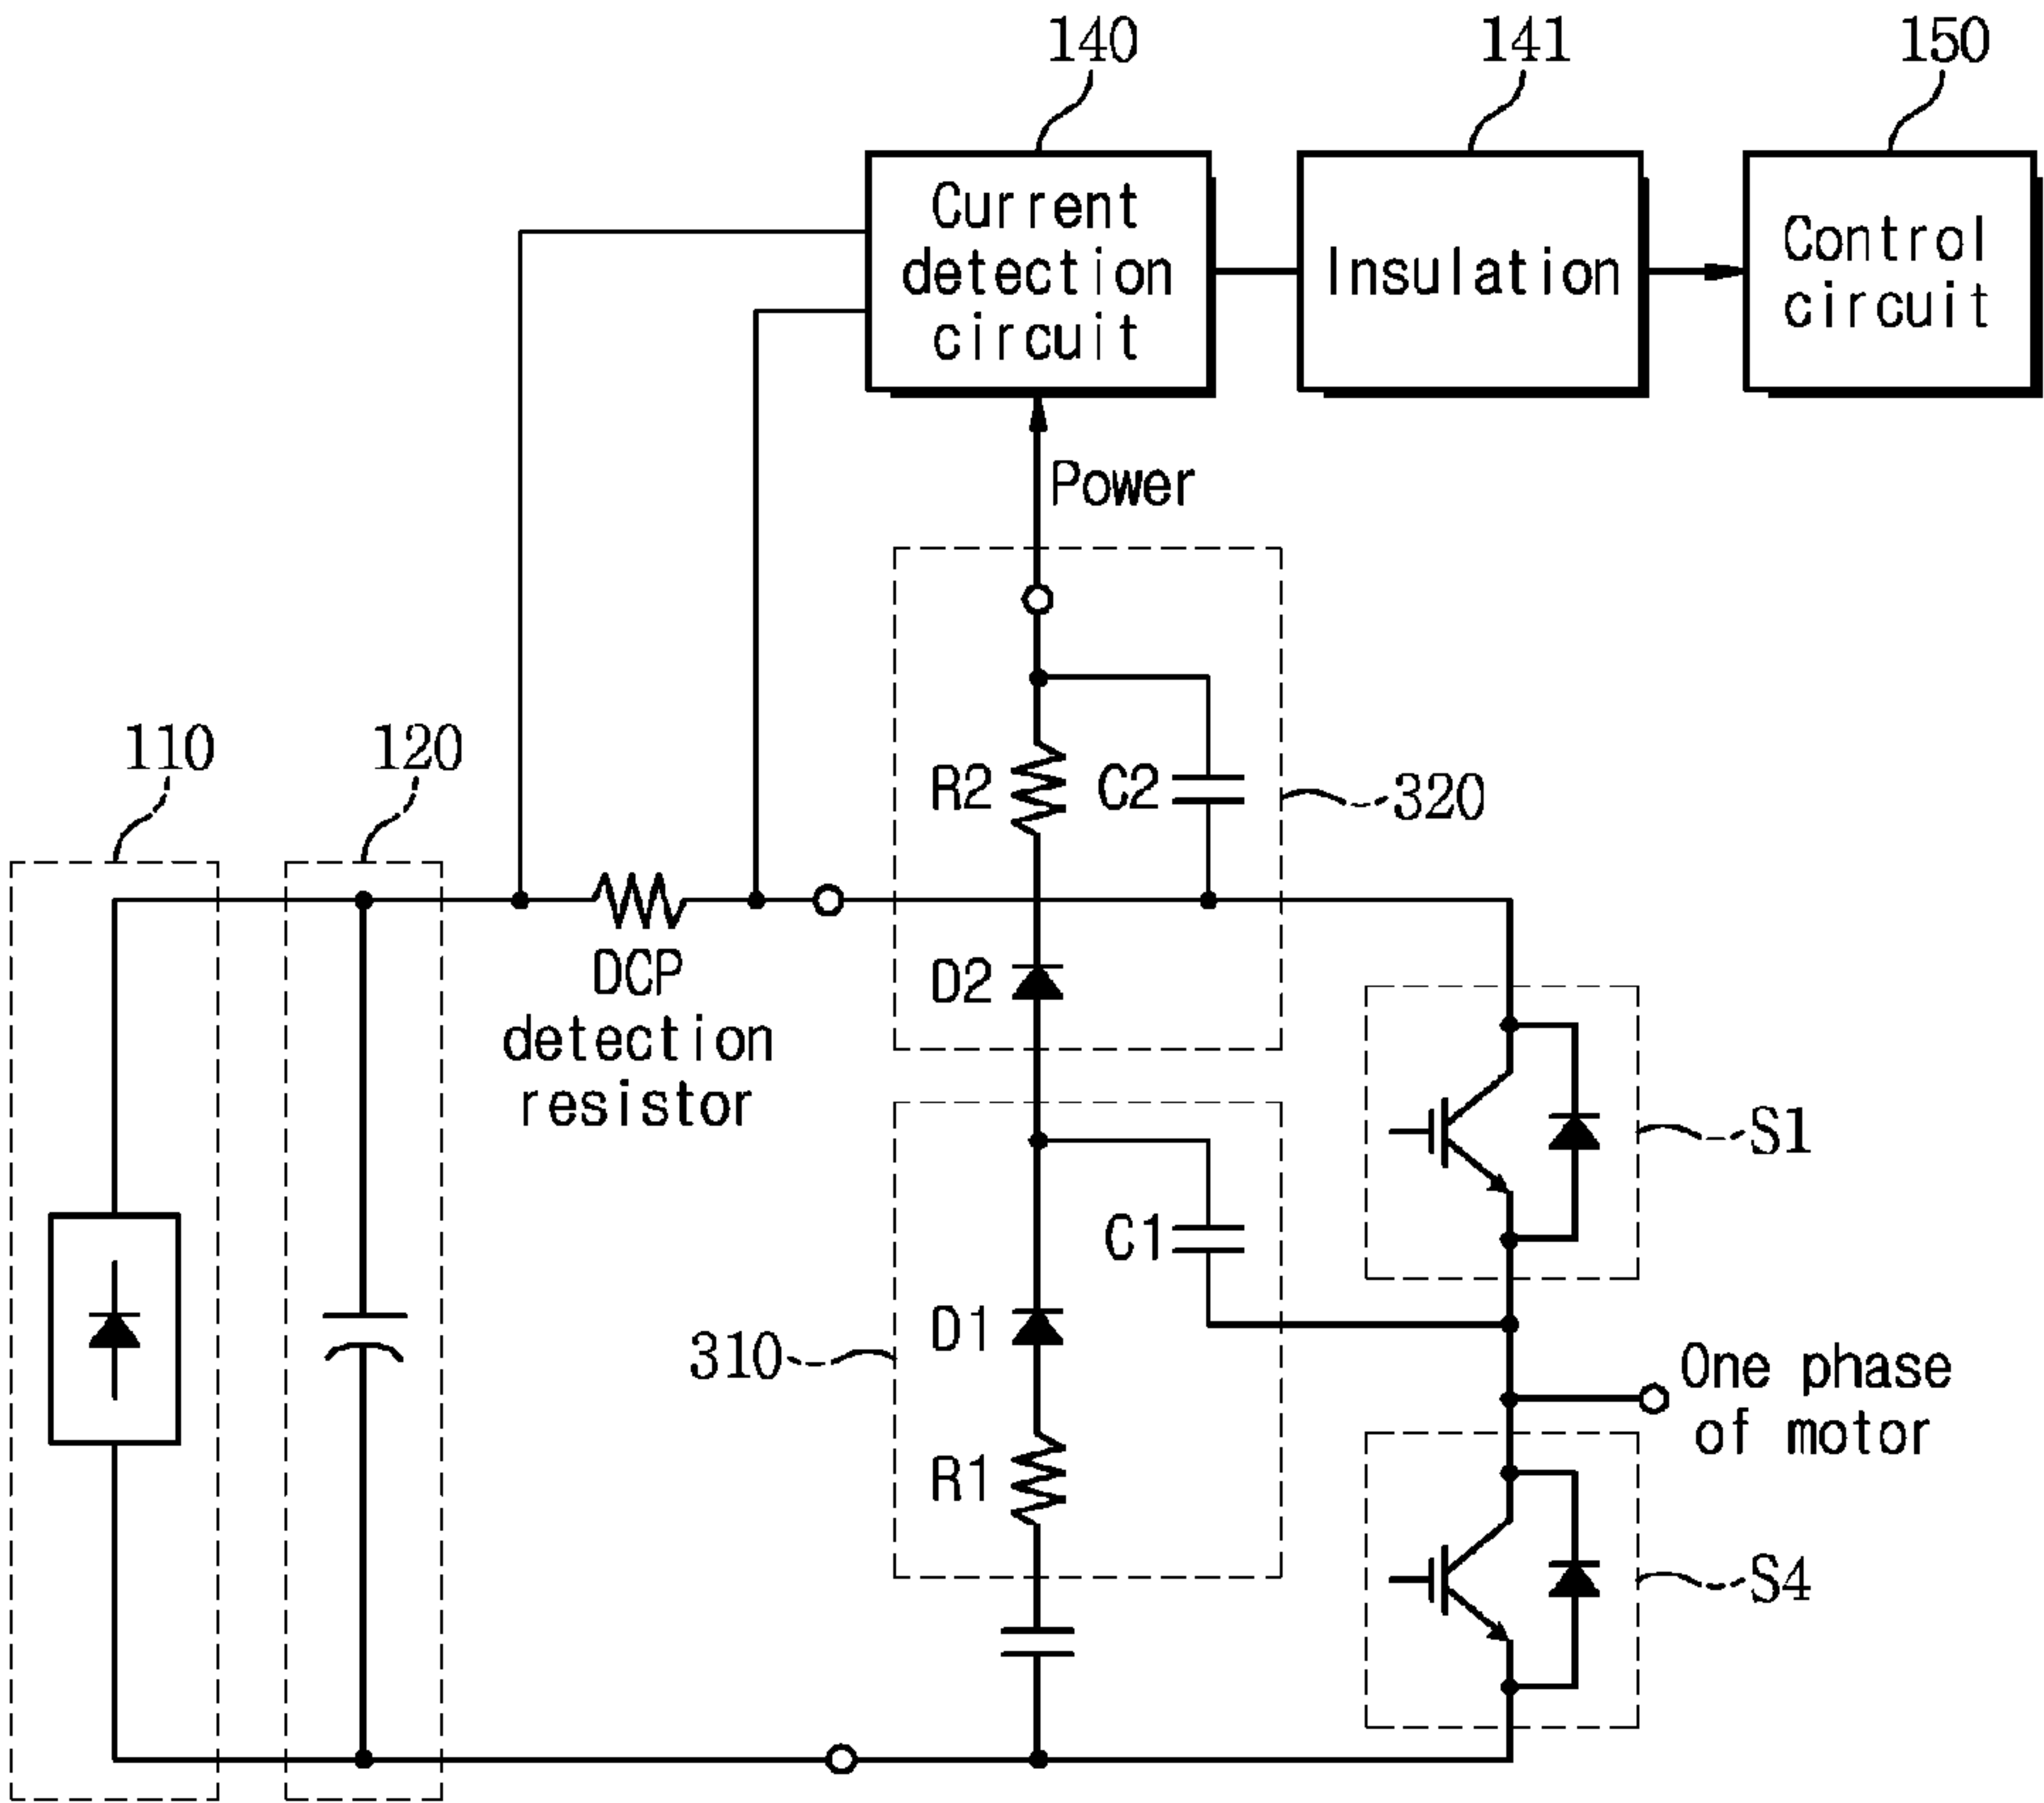 140
141
150
Current
detection
circuit
Insulation
Control
circuit
Power
110
120
R2
C2
320
DCP
detection
resistor
D2
S1
C1
D1
310
One phase
of motor
R1
S4